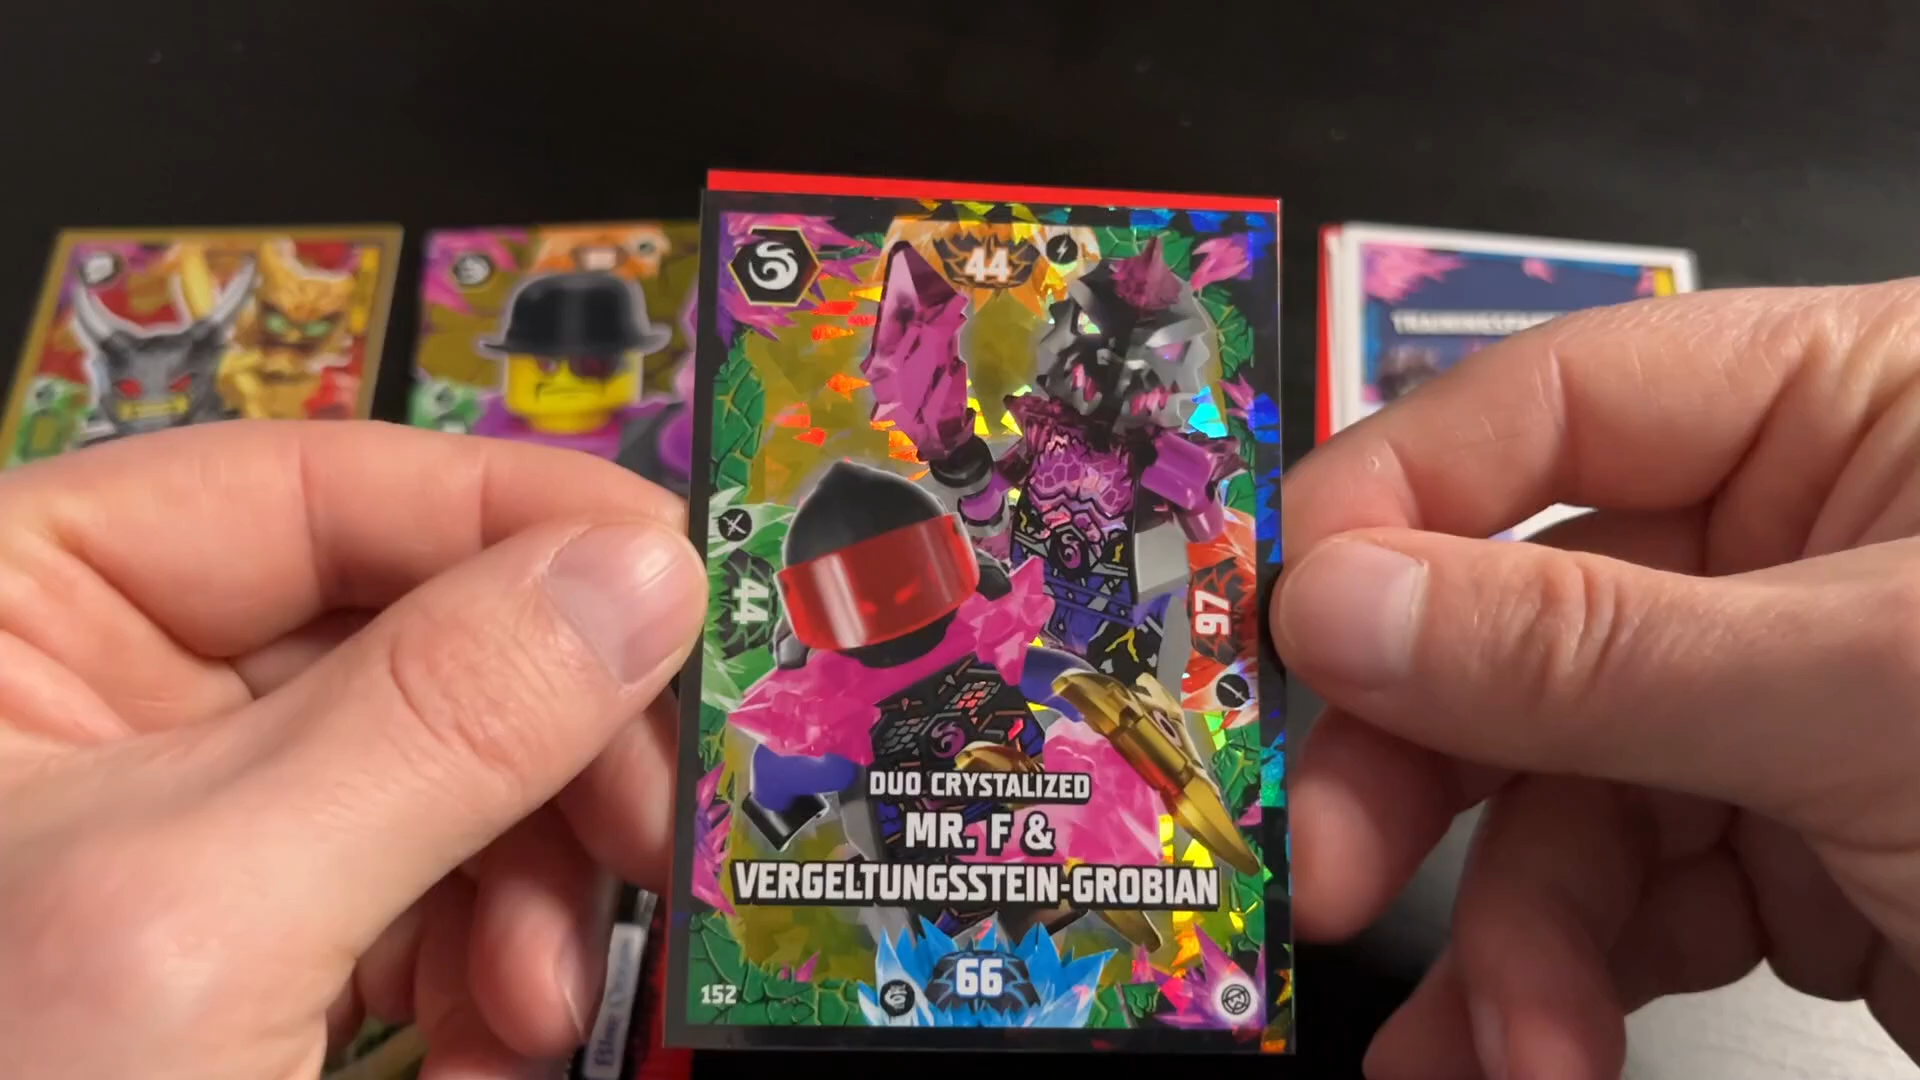 44
44
97
DUO CRYSTALIZED
MR. F &
VERGELTUNGSSTEIN-GROBIAN
66
152